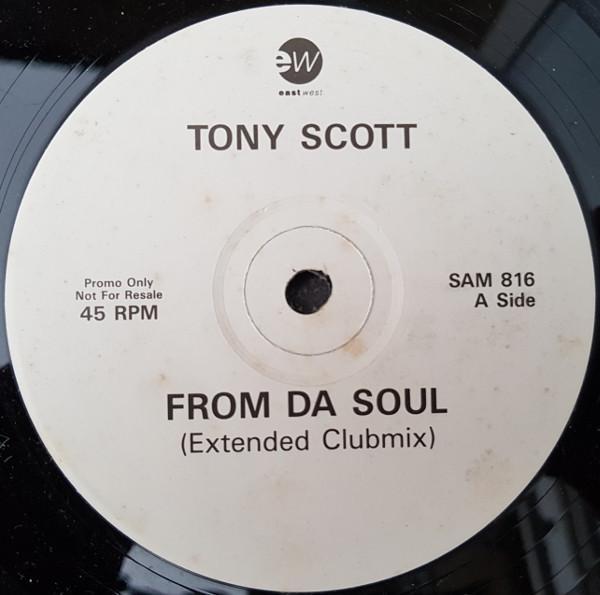 ew
eastwest
TONY SCOTT
Promo Only
Not For Resale
45 RPM
SAM 816
A Side
FROM DA SOUL
(Extended Clubmix)